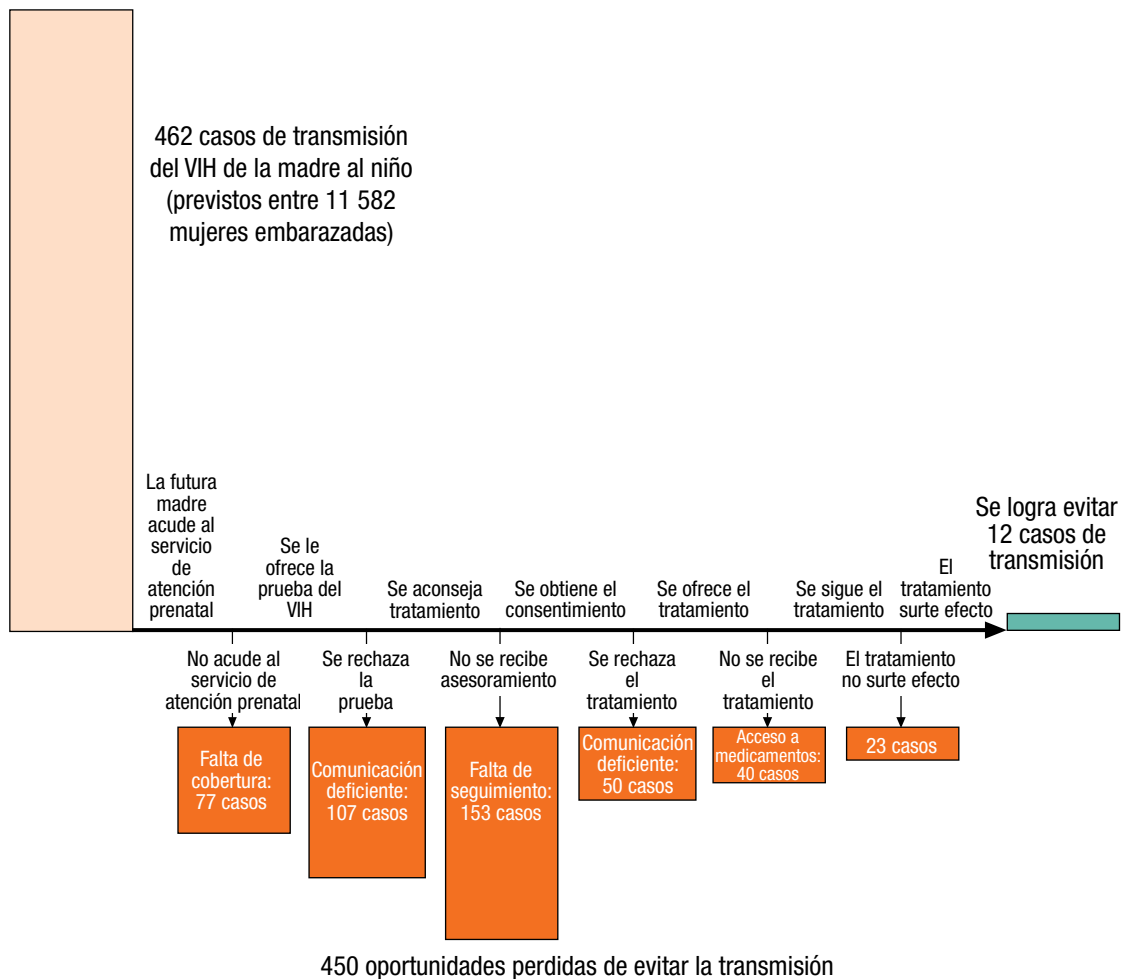 462 casos de transmisión
del VIH de la madre al niño
(previstos entre 11 582
mujeres embarazadas)
La futura
madre
acude al
servicio
de
atención
prenatal
Se le
ofrece la
prueba del
VIH
Se aconseja
tratamiento
Se obtiene el
consentimiento
Se ofrece el
tratamiento
Se sigue el
tratamiento
El
tratamiento
surte efecto
Se logra evitar
12 casos de
transmisión
No acude al
servicio de
atención prenatal
Se rechaza
la
prueba
No se recibe
asesoramiento
Se rechaza
el
tratamiento
No se recibe
el
tratamiento
El tratamiento
no surte efecto
Falta de
cobertura:
77 casos
Comunicación
deficiente:
107 casos
Falta de
seguimiento:
153 casos
Comunicación
deficiente:
50 casos
Acceso a
medicamentos:
40 casos
23 casos
450 oportunidades perdidas de evitar la transmisión